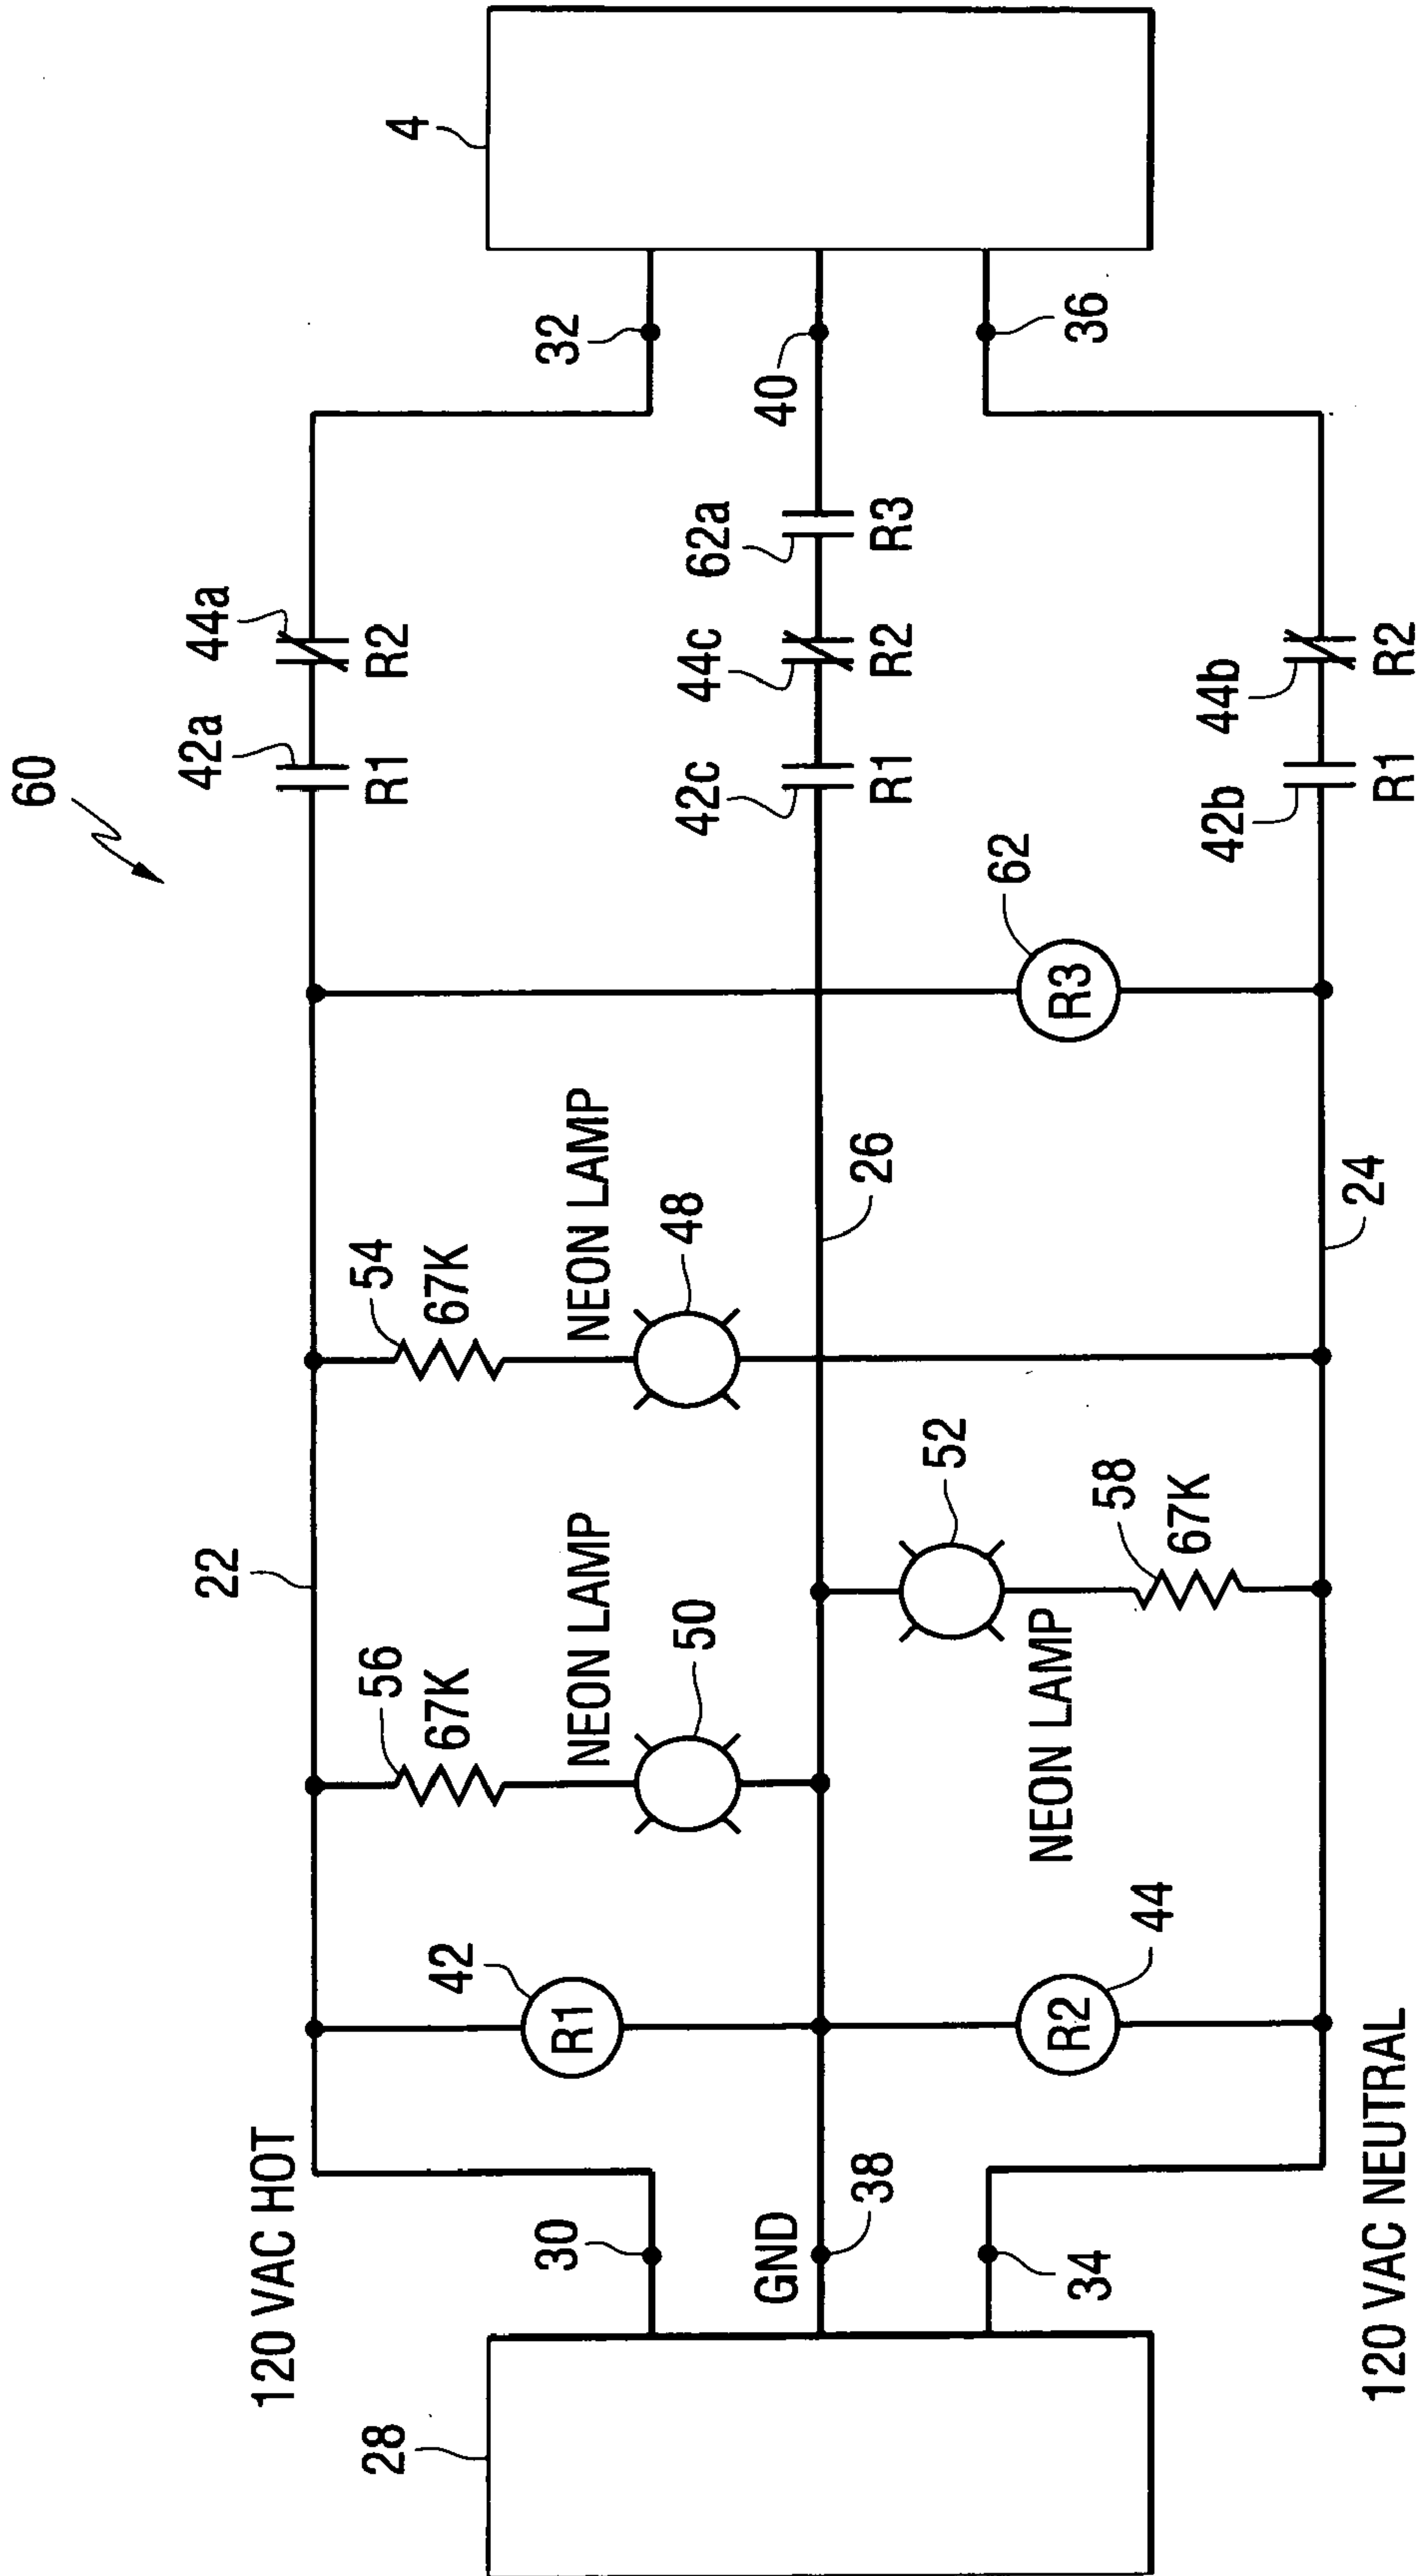 60
120 VAC HOT
22
42a
44a
R1
R2
28
30
42
R1
56
67K
NEON LAMP
50
54
67K
NEON LAMP
48
32
4
GND
38
26
42c
44c
62a
R1
R2
R3
40
34
R2
44
52
NEON LAMP
58
67K
62
R3
36
24
42b
44b
R1
R2
120 VAC NEUTRAL